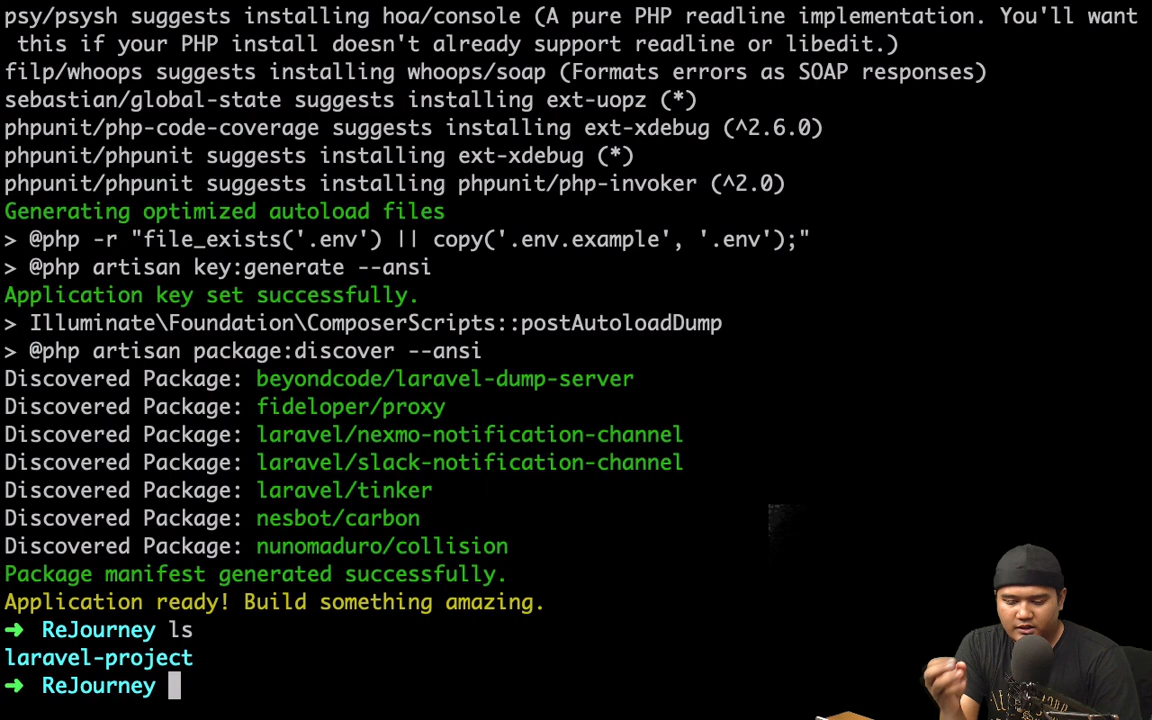 psy/psysh suggests installing hoa/console (A pure PHP readline implementation. You'll want
this if your PHP install doesn't already support readline or libedit.)
filp/whoops suggests installing whoops/soap (Formats errors as SOAP responses)
sebastian/global-state suggests installing ext-uopz (*)
phpunit/php-code-coverage suggests installing ext-xdebug (^2.6.0)
phpunit/phpunit suggests installing ext-xdebug (*)
phpunit/phpunit suggests installing phpunit/php-invoker (^2.0)
Generating optimized autoload files
> @php -r "file_exists('.env') || copy('.env.example', '.env');"
> @php artisan key:generate --ansi
Application key set successfully.
> Illuminate\Foundation\ComposerScripts::postAutoloadDump
> @php artisan package:discover --ansi
Discovered Package: beyondcode/laravel-dump-server
Discovered Package: fideloper/proxy
Discovered Package: laravel/nexmo-notification-channel
Discovered Package: laravel/slack-notification-channel
Discovered Package: laravel/tinker
Discovered Package: nesbot/carbon
Discovered Package: nunomaduro/collision
Package manifest generated successfully.
Application ready! Build something amazing.
➜ ReJourney ls
laravel-project
➜ ReJourney